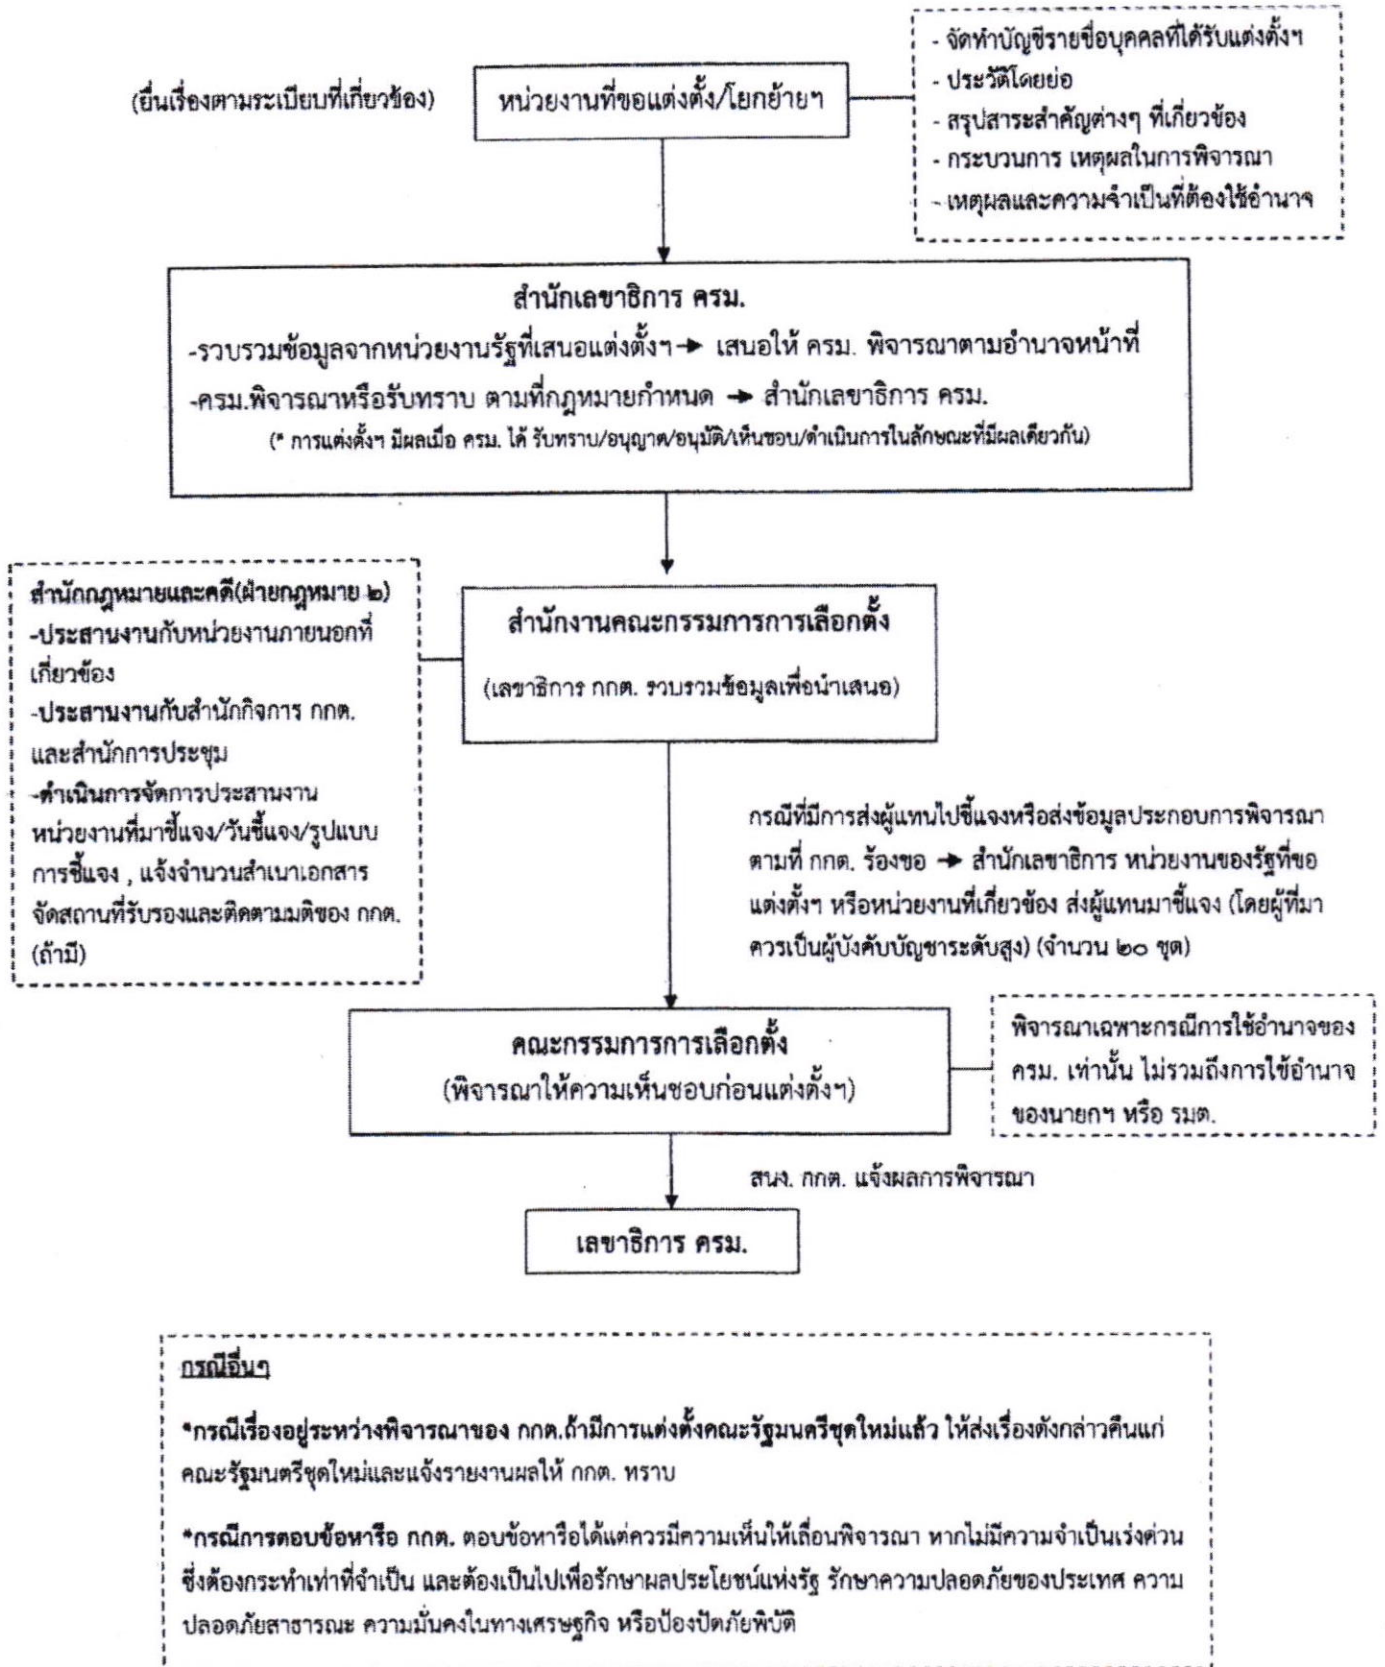 (ยื่นเรื่องตามระเบียบที่เกี่ยวข้อง)
หน่วยงานที่ขอแต่งตั้ง/โยกย้ายฯ
- จัดทำบัญชีรายชื่อบุคคลที่ได้รับแต่งตั้งฯ
- ประวัติโดยย่อ
- สรุปสาระสำคัญต่างๆ ที่เกี่ยวข้อง
- กระบวนการ เหตุผลในการพิจารณา
- เหตุผลและความจำเป็นที่ต้องใช้อำนาจ
สำนักเลขาธิการ ครม.
-รวบรวมข้อมูลจากหน่วยงานรัฐที่เสนอแต่งตั้งฯ→ เสนอให้ ครม. พิจารณาตามอำนาจหน้าที่
-ครม.พิจารณาหรือรับทราบ ตามที่กฎหมายกำหนด → สำนักเลขาธิการ ครม.
(* การแต่งตั้งฯ มีผลเมื่อ ครม. ได้ รับทราบ/อนุญาต/อนุมัติ/เห็นชอบ/ดำเนินการในลักษณะที่มีผลเดียวกัน)
สำนักกฎหมายและคดี(ฝ่ายกฎหมาย ๒)
-ประสานงานกับหน่วยงานภายนอกที่
เกี่ยวข้อง
-ประสานงานกับสำนักกิจการ กกต.
และสำนักการประชุม
-ดำเนินการจัดการประสานงาน
หน่วยงานที่มาชี้แจง/วันชี้แจง/รูปแบบ
การชี้แจง , แจ้งจำนวนสำเนาเอกสาร
จัดสถานที่รับรองและติดตามมติของ กกต.
(ถ้ามี)
สำนักงานคณะกรรมการการเลือกตั้ง
(เลขาธิการ กกต. รวบรวมข้อมูลเพื่อนำเสนอ)
กรณีที่มีการส่งผู้แทนไปชี้แจงหรือส่งข้อมูลประกอบการพิจารณา
ตามที่ กกต. ร้องขอ → สำนักเลขาธิการ หน่วยงานของรัฐที่ขอ
แต่งตั้งฯ หรือหน่วยงานที่เกี่ยวข้อง ส่งผู้แทนมาชี้แจง (โดยผู้ที่มา
ควรเป็นผู้บังคับบัญชาระดับสูง) (จำนวน ๒๐ ชุด)
คณะกรรมการการเลือกตั้ง
(พิจารณาให้ความเห็นชอบก่อนแต่งตั้งฯ)
พิจารณาเฉพาะกรณีการใช้อำนาจของ
ครม. เท่านั้น ไม่รวมถึงการใช้อำนาจ
ของนายกฯ หรือ รมต.
สนง. กกต. แจ้งผลการพิจารณา
เลขาธิการ ครม.
กรณีอื่นๆ
*กรณีเรื่องอยู่ระหว่างพิจารณาของ กกต.ถ้ามีการแต่งตั้งคณะรัฐมนตรีชุดใหม่แล้ว ให้ส่งเรื่องดังกล่าวคืนแก่
คณะรัฐมนตรีชุดใหม่และแจ้งรายงานผลให้ กกต. ทราบ
*กรณีการตอบข้อหารือ กกต. ตอบข้อหารือได้แต่ควรมีความเห็นให้เลื่อนพิจารณา หากไม่มีความจำเป็นเร่งด่วน
ซึ่งต้องกระทำเท่าที่จำเป็น และต้องเป็นไปเพื่อรักษาผลประโยชน์แห่งรัฐ รักษาความปลอดภัยของประเทศ ความ
ปลอดภัยสาธารณะ ความมั่นคงในทางเศรษฐกิจ หรือป้องปัดภัยพิบัติ